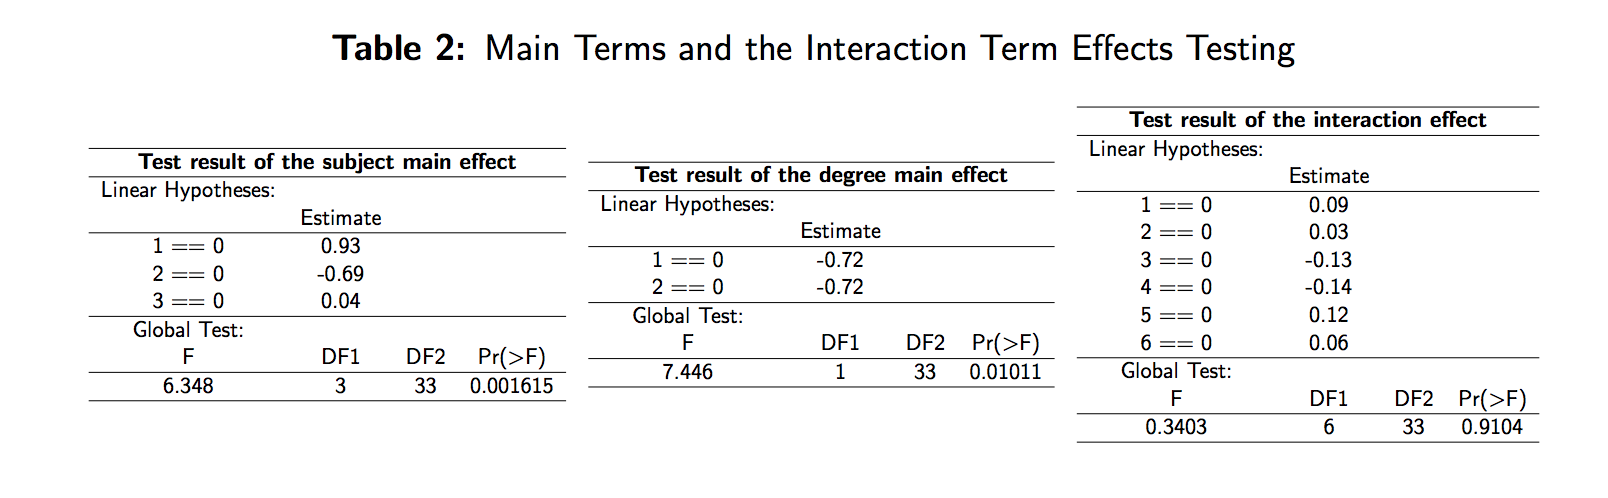 Table 2: Main Terms and the Interaction Term Effects Testing
Test result of the subject main effect
Linear Hypotheses:
Estimate
1 == 0 0.93
2 == 0 -0.69
3 == 0 0.04
Global Test:
F DF1 DF2 Pr(>F)
6.348 3 33 0.001615
Test result of the degree main effect
Linear Hypotheses:
Estimate
1 == 0 -0.72
2 == 0 -0.72
Global Test:
F DF1 DF2 Pr(>F)
7.446 1 33 0.01011
Test result of the interaction effect
Linear Hypotheses:
Estimate
1 == 0 0.09
2 == 0 0.03
3 == 0 -0.13
4 == 0 -0.14
5 == 0 0.12
6 == 0 0.06
Global Test:
F DF1 DF2 Pr(>F)
0.3403 6 33 0.9104